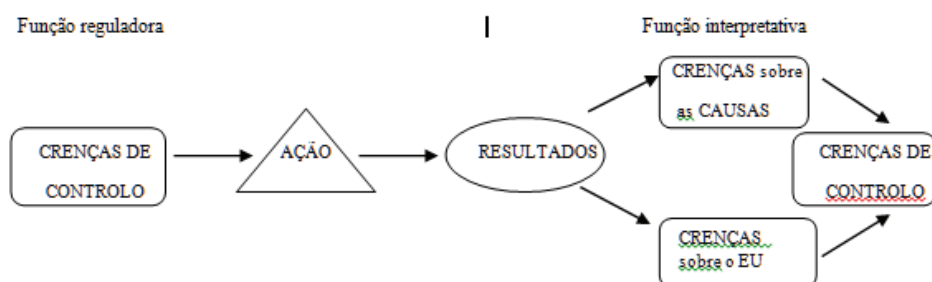 Função reguladora
Função interpretativa
CRENÇAS DE
CONTROLO
AÇÃO
RESULTADOS
CRENÇAS sobre
as CAUSAS
CRENÇAS
sobre o EU
CRENÇAS DE
CONTROLO